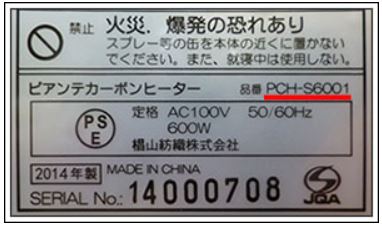 禁止 火災．爆発の恐れあり
スプレー等の缶を本体の近くに置かない
でください。また、就寝中は使用しない。
ピアンテカーボンヒーター 品番 PCH-S6001
PS
E
定格 AC100V 50/60Hz
600W
椙山紡織株式会社
2014年製 MADE IN CHINA
SERIAL No.: 14000708
JQA